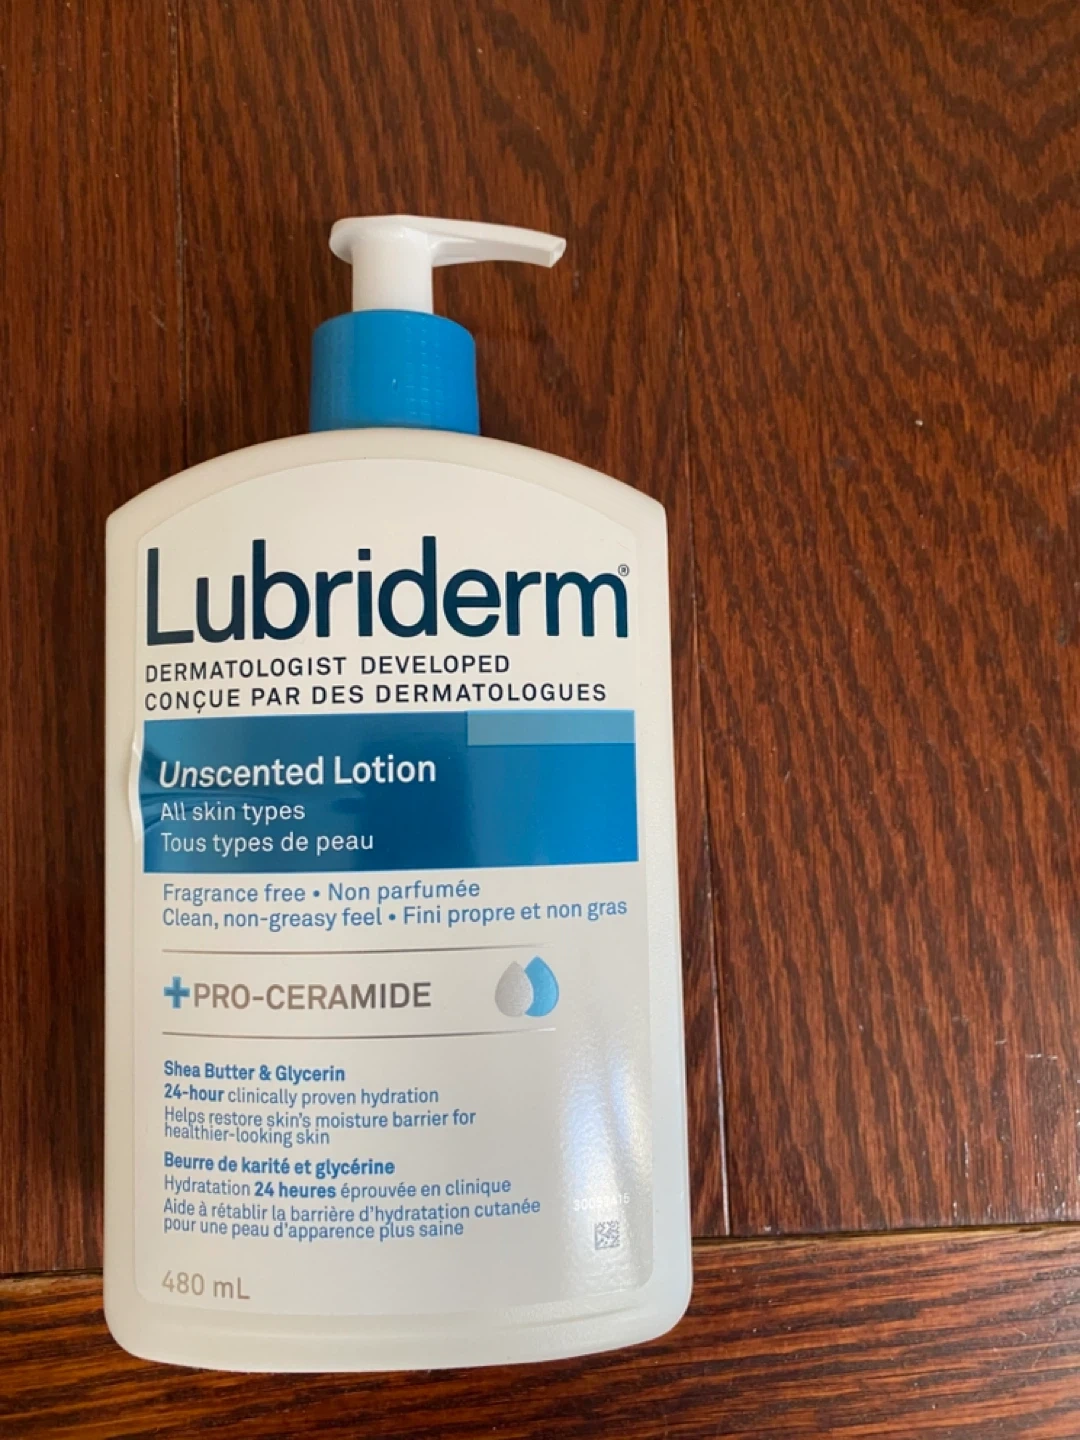 Lubriderm®
DERMATOLOGIST DEVELOPED
CONÇUE PAR DES DERMATOLOGUES
Unscented Lotion
All skin types
Tous types de peau
Fragrance free • Non parfumée
Clean, non-greasy feel • Fini propre et non gras
+PRO-CERAMIDE
Shea Butter & Glycerin
24-hour clinically proven hydration
Helps restore skin's moisture barrier for
healthier-looking skin
Beurre de karité et glycérine
Hydratation 24 heures éprouvée en clinique
Aide à rétablir la barrière d'hydratation cutanée
pour une peau d'apparence plus saine
480 mL